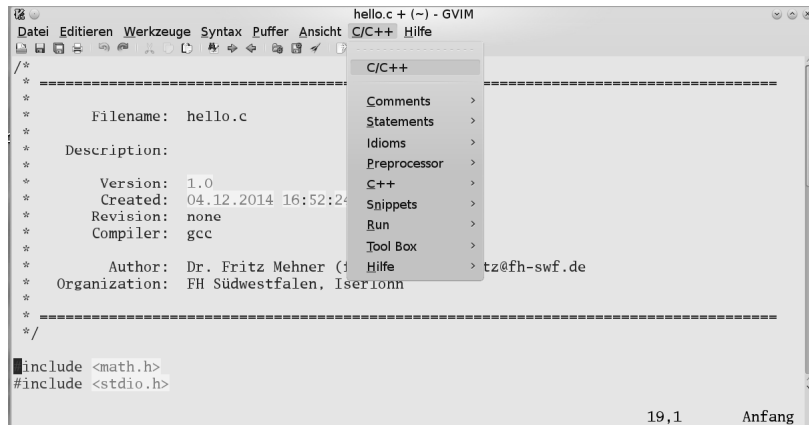 hello.c + (~) - GVIM
Datei Editieren Werkzeuge Syntax Puffer Ansicht C/C++ Hilfe
C/C++
Comments
Statements
Idioms
Preprocessor
C++
Snippets
Run
Tool Box
Hilfe
/*
* =====================================================================================
*
* Filename: hello.c
*
* Description:
*
* Version: 1.0
* Created: 04.12.2014 16:52:24
* Revision: none
* Compiler: gcc
*
* Author: Dr. Fritz Mehner ( tz@fh-swf.de
* Organization: FH Südwestfalen, Iserlohn
*
* =====================================================================================
*/
#include <math.h>
#include <stdio.h>
19,1 Anfang